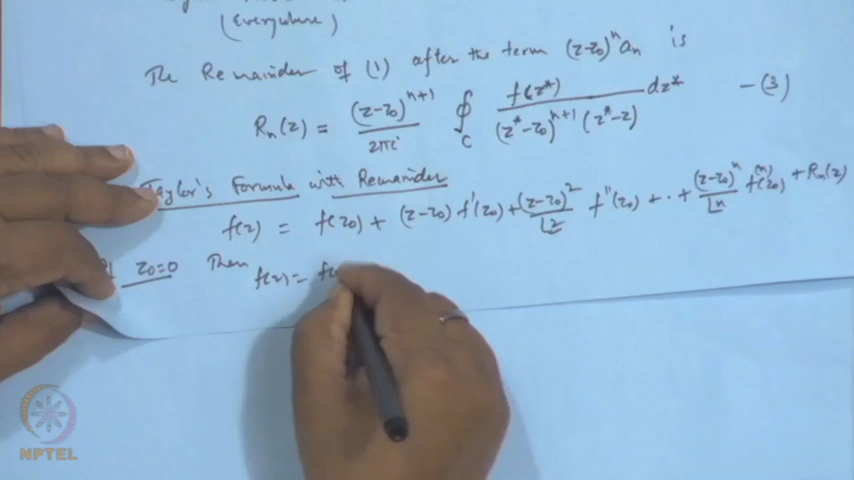 (Everywhere)
The Remainder of (1) after the term (z-z₀)ⁿ aₙ is
Rₙ(z) = (z-z₀)ⁿ⁺¹ / 2πi ∮_C f(z*) / (z*-z₀)ⁿ⁺¹ (z*-z) dz* - (3)
Taylor's Formula with Remainder
f(z) = f(z₀) + (z-z₀) f'(z₀) + (z-z₀)² / ⌊2 f''(z₀) + · · + (z-z₀)ⁿ / ⌊n f⁽ⁿ⁾(z₀) + Rₙ(z)
z₀=0 Then
f(z) = f(
NPTEL